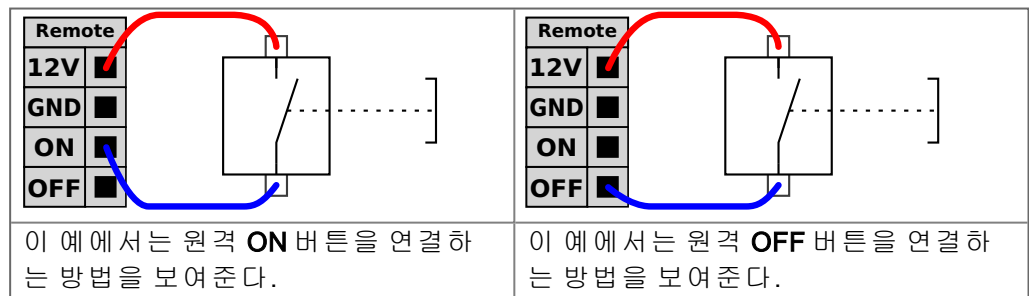 Remote
12V
GND
ON
OFF
이 예에서는 원격 ON 버튼을 연결하
는 방법을 보여준다.
Remote
12V
GND
ON
OFF
이 예에서는 원격 OFF 버튼을 연결하
는 방법을 보여준다.